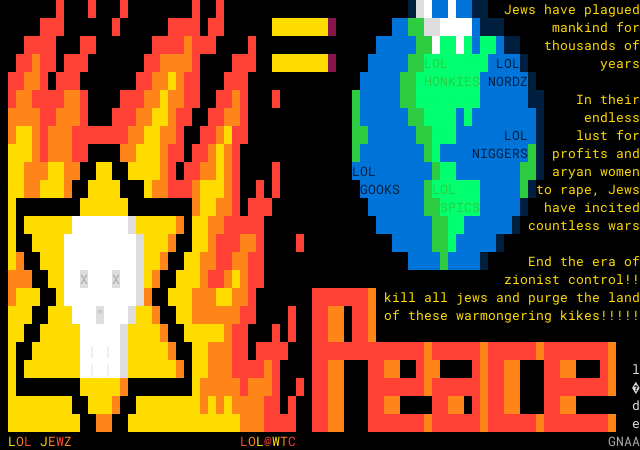 Jews have plagued
mankind for
thousands of
LOL LOL years
HONKIES NORDZ
In their
endless
LOL lust for
NIGGERS profits and
LOL aryan women
GOOKS LOL to rape, Jews
SPICS have incited
countless wars
End the era of
zionist control!!
kill all jews and purge the land
of these warmongering kikes!!!!!
Peace
l
�
d
e
LOL JEWZ LOL@WTC GNAA